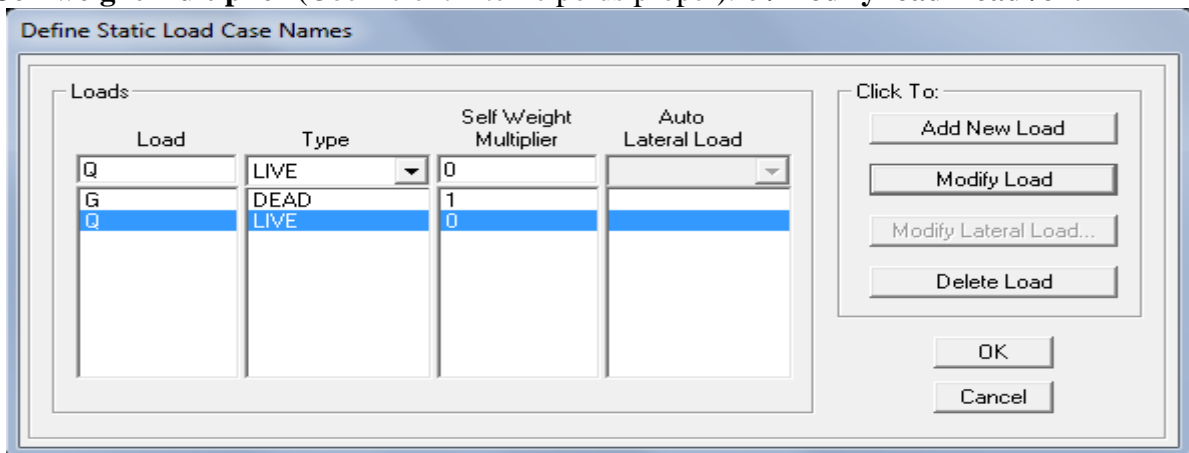 Define Static Load Case Names
Loads
Click To:
Load Type Self Weight Multiplier Auto Lateral Load
Q LIVE 0
G DEAD 1
Q LIVE 0
Add New Load
Modify Load
Modify Lateral Load...
Delete Load
OK
Cancel